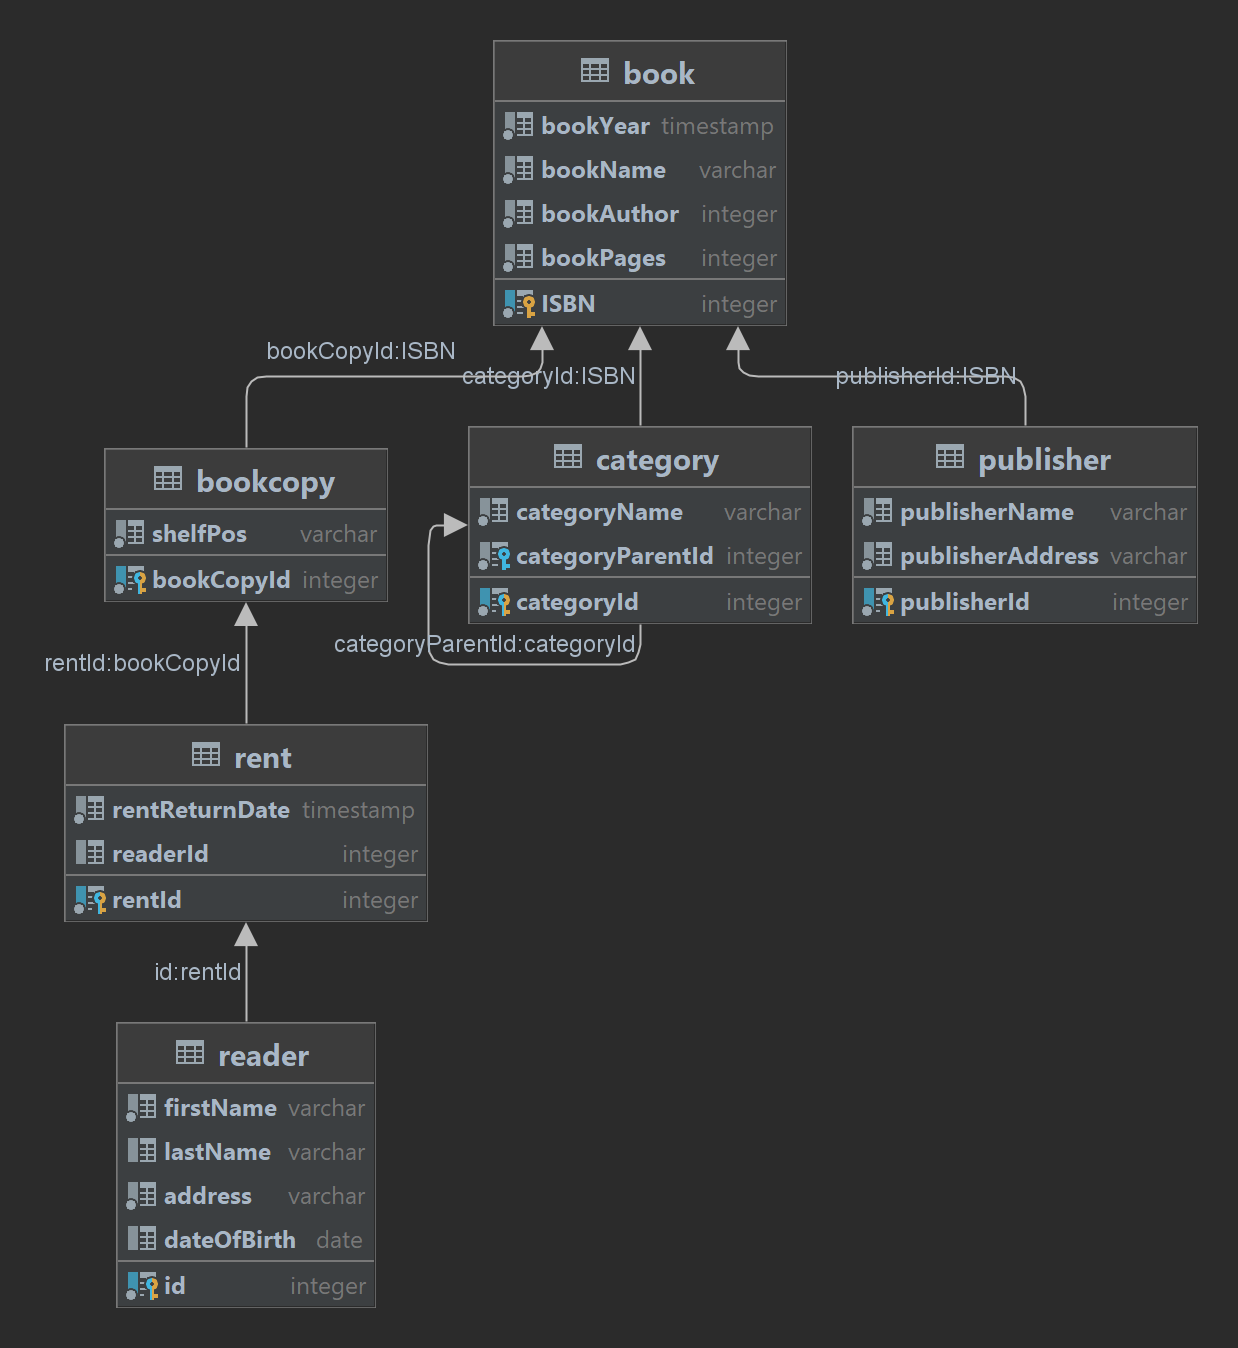 book
bookYear timestamp
bookName varchar
bookAuthor integer
bookPages integer
ISBN integer
bookCopyId:ISBN
categoryId:ISBN
publisherId:ISBN
bookcopy
shelfPos varchar
bookCopyId integer
category
categoryName varchar
categoryParentId integer
categoryId integer
publisher
publisherName varchar
publisherAddress varchar
publisherId integer
categoryParentId:categoryId
rentId:bookCopyId
rent
rentReturnDate timestamp
readerId integer
rentId integer
id:rentId
reader
firstName varchar
lastName varchar
address varchar
dateOfBirth date
id integer